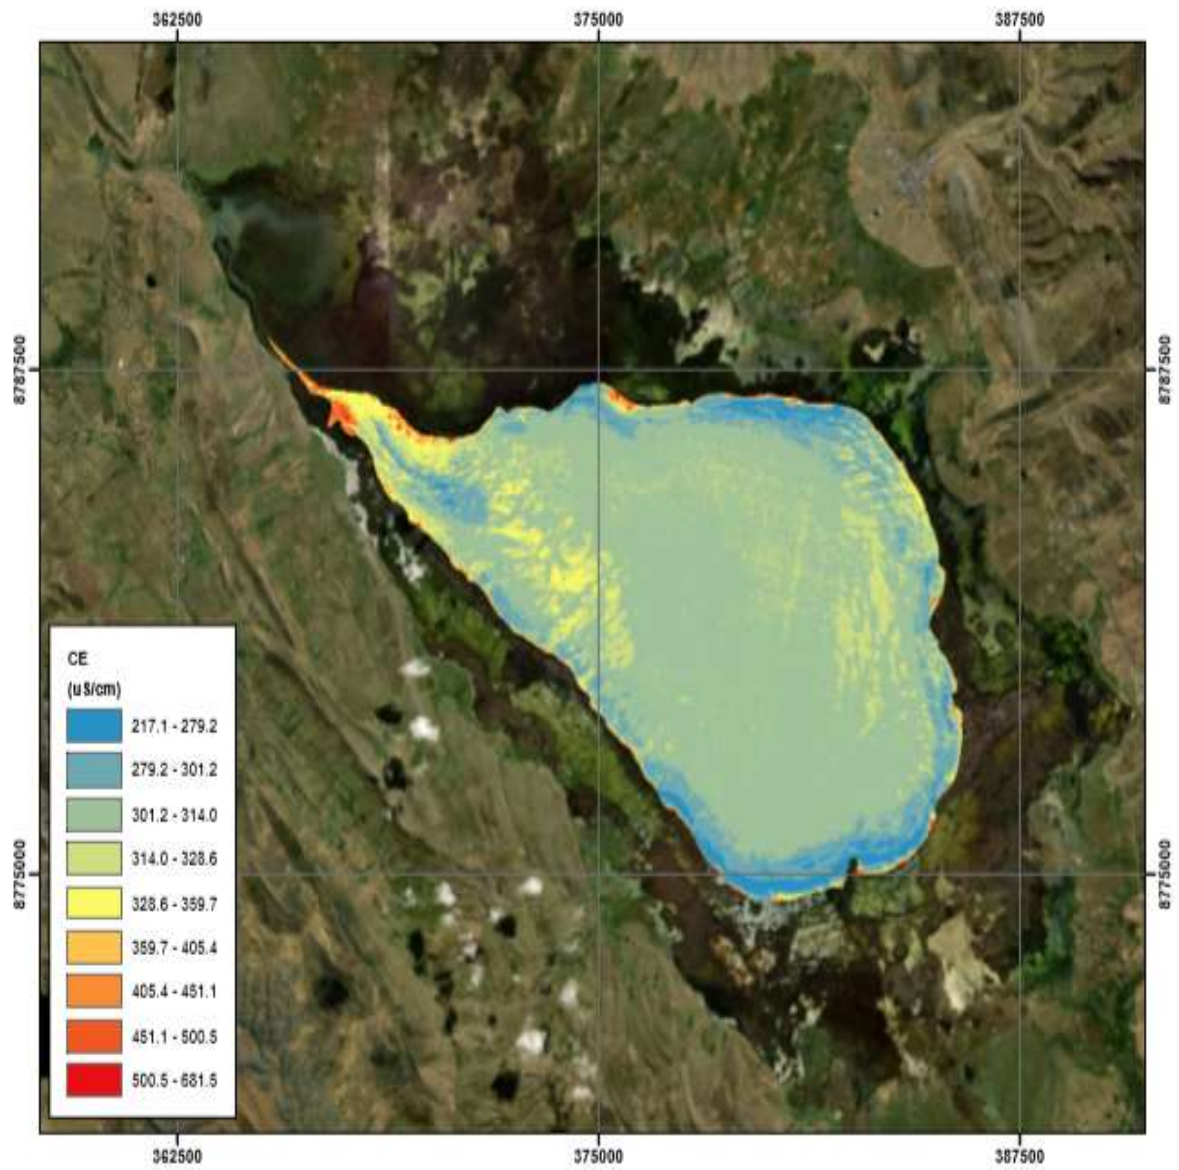 362500 375000 387500
8787500 8787500
CE
(uS/cm)
217.1 - 279.2
279.2 - 301.2
301.2 - 314.0
314.0 - 328.6
328.6 - 359.7
359.7 - 405.4
405.4 - 451.1
451.1 - 500.5
500.5 - 681.5
8775000 8775000
362500 375000 387500